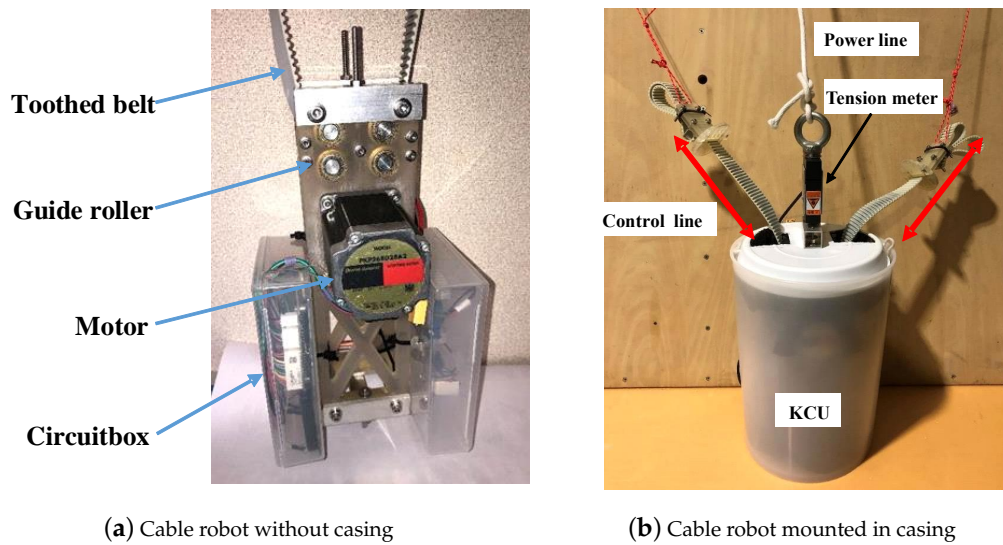 Toothed belt
Guide roller
Motor
Circuitbox
Power line
Tension meter
Control line
KCU
(a) Cable robot without casing
(b) Cable robot mounted in casing